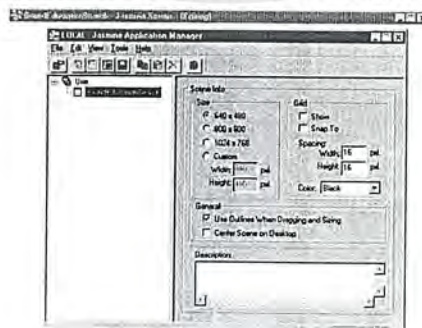 LOCAL - Jasmine Application Manager
File Edit View Tools Help
User
Scene Info
Size
640 x 480
800 x 600
1024 x 768
Custom
Width: pxl.
Height: pxl.
Grid
Show
Snap To
Spacing:
Width: 16 pxl.
Height: 16 pxl.
Color: Black
General
Use Outlines When Dragging and Sizing
Center Scene on Desktop
Description: